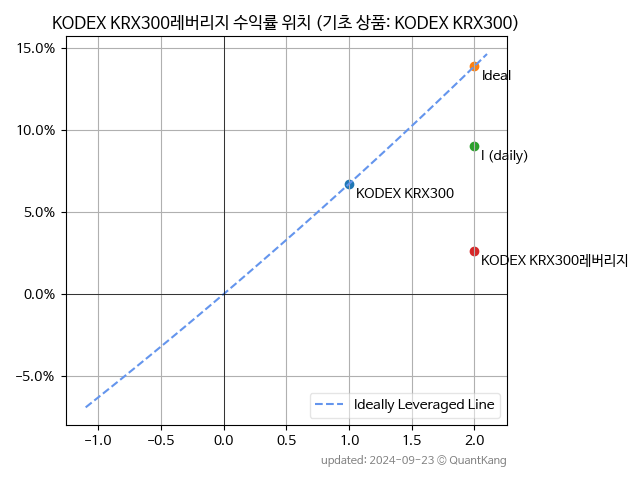 KODEX KRX300레버리지 수익률 위치 (기초 상품: KODEX KRX300)
15.0%
Ideal
10.0%
I (daily)
KODEX KRX300
5.0%
KODEX KRX300레버리지
0.0%
−5.0%
Ideally Leveraged Line
−1.0 −0.5 0.0 0.5 1.0 1.5 2.0
updated: 2024-09-23 © QuantKang